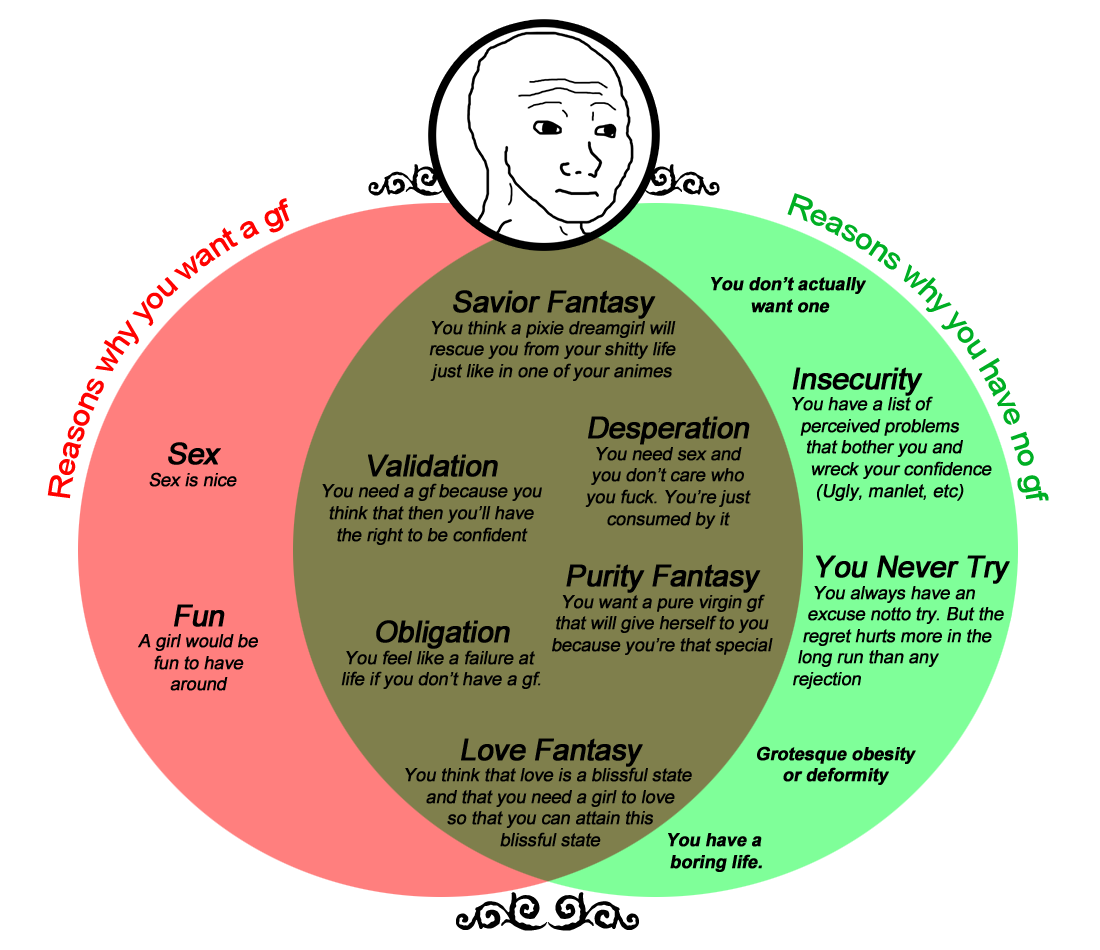 Reasons why you want a gf
Reasons why you have no gf
Savior Fantasy
You think a pixie dreamgirl will
rescue you from your shitty life
just like in one of your animes
Validation
You need a gf because you
think that then you'll have
the right to be confident
Desperation
You need sex and
you don't care who
you fuck. You're just
consumed by it
Purity Fantasy
You want a pure virgin gf
that will give herself to you
because you're that special
Obligation
You feel like a failure at
life if you don't have a gf.
Love Fantasy
You think that love is a blissful state
and that you need a girl to love
so that you can attain this
blissful state
Sex
Sex is nice
Fun
A girl would be
fun to have
around
You don't actually
want one
Insecurity
You have a list of
perceived problems
that bother you and
wreck your confidence
(Ugly, manlet, etc)
You Never Try
You always have an
excuse notto try. But the
regret hurts more in the
long run than any
rejection
Grotesque obesity
or deformity
You have a
boring life.